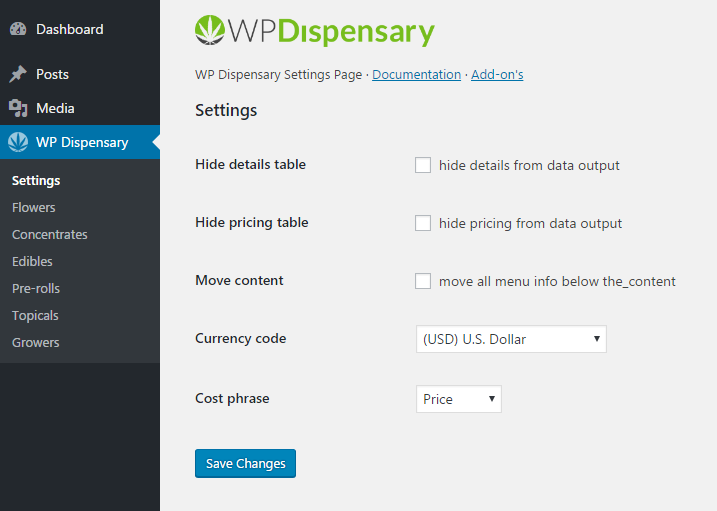 Dashboard
Posts
Media
WP Dispensary
Settings
Flowers
Concentrates
Edibles
Pre-rolls
Topicals
Growers
WPDispensary
WP Dispensary Settings Page · Documentation · Add-on's
Settings
Hide details table
hide details from data output
Hide pricing table
hide pricing from data output
Move content
move all menu info below the_content
Currency code
(USD) U.S. Dollar
Cost phrase
Price
Save Changes